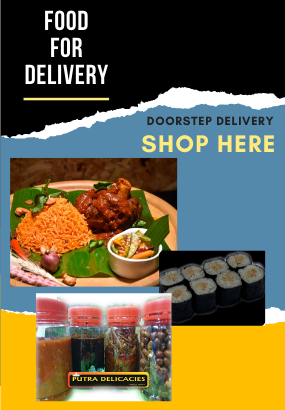 FOOD
FOR
DELIVERY
DOORSTEP DELIVERY
SHOP HERE
PUTRA DELICACIES